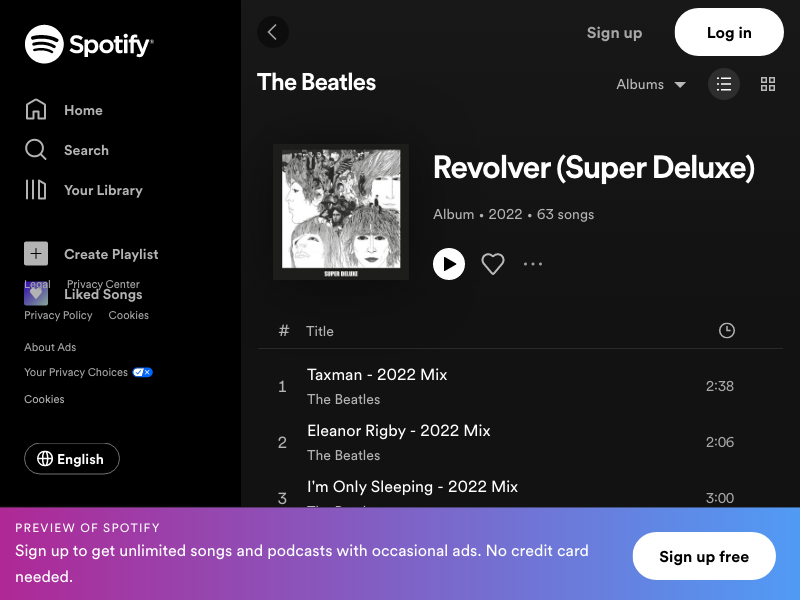 Spotify
Home
Search
Your Library
Create Playlist
Legal Privacy Center
Liked Songs
Privacy Policy Cookies
About Ads
Your Privacy Choices
Cookies
English
Sign up
Log in
The Beatles
Albums
SUPER DELUXE
Revolver (Super Deluxe)
Album • 2022 • 63 songs
# Title
1 Taxman - 2022 Mix 2:38
The Beatles
2 Eleanor Rigby - 2022 Mix 2:06
The Beatles
3 I'm Only Sleeping - 2022 Mix 3:00
PREVIEW OF SPOTIFY
Sign up to get unlimited songs and podcasts with occasional ads. No credit card
needed.
Sign up free